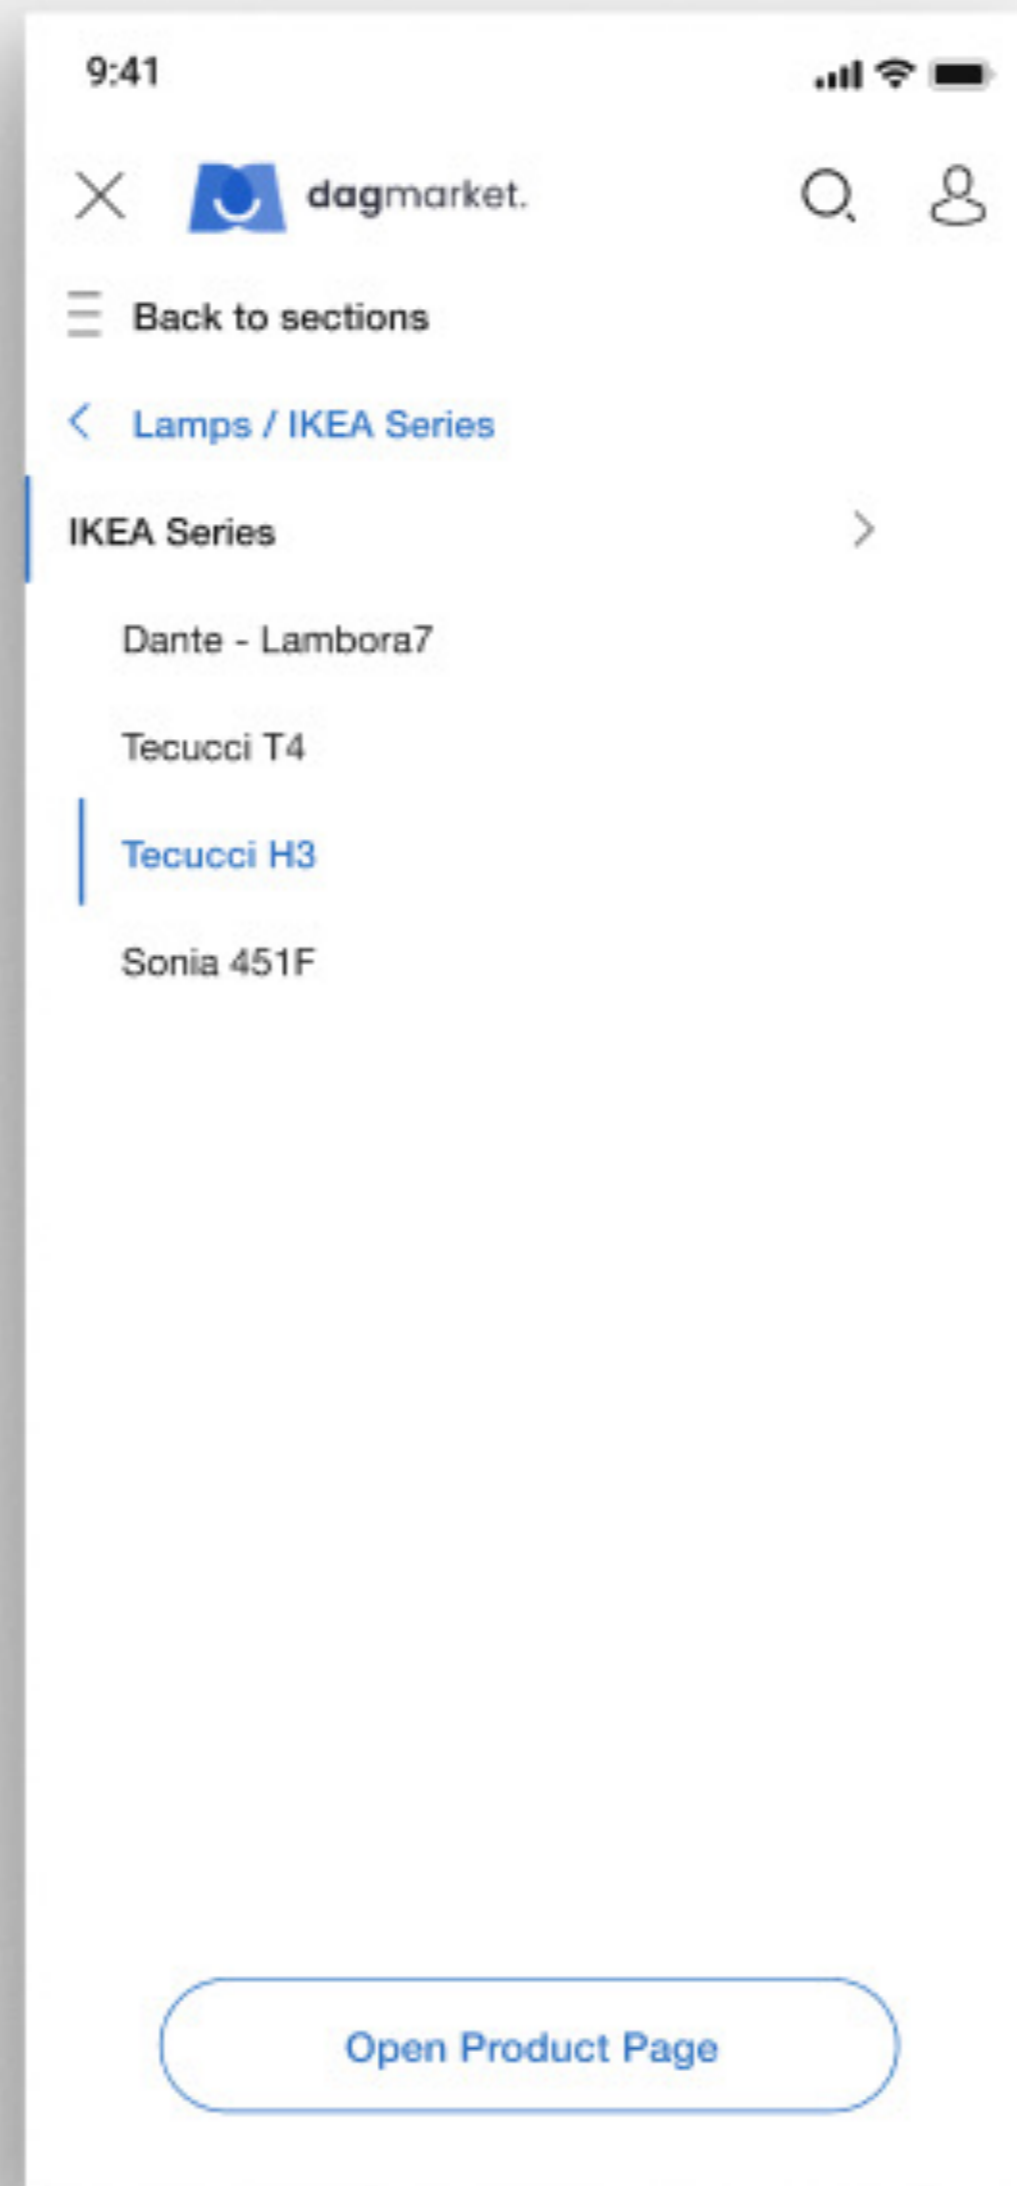 9:41
dagmarket.
Back to sections
Lamps / IKEA Series
IKEA Series
Dante - Lambora7
Tecucci T4
Tecucci H3
Sonia 451F
Open Product Page